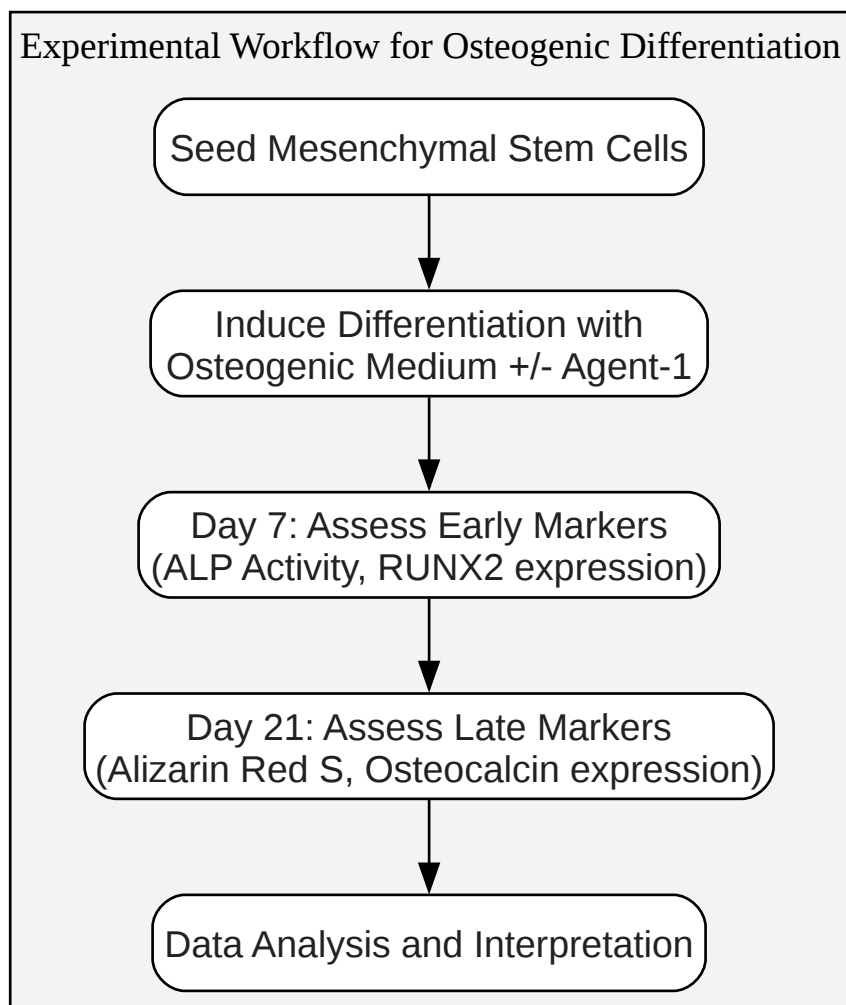 Experimental Workflow for Osteogenic Differentiation
Seed Mesenchymal Stem Cells
Induce Differentiation with
Osteogenic Medium +/- Agent-1
Day 7: Assess Early Markers
(ALP Activity, RUNX2 expression)
Day 21: Assess Late Markers
(Alizarin Red S, Osteocalcin expression)
Data Analysis and Interpretation